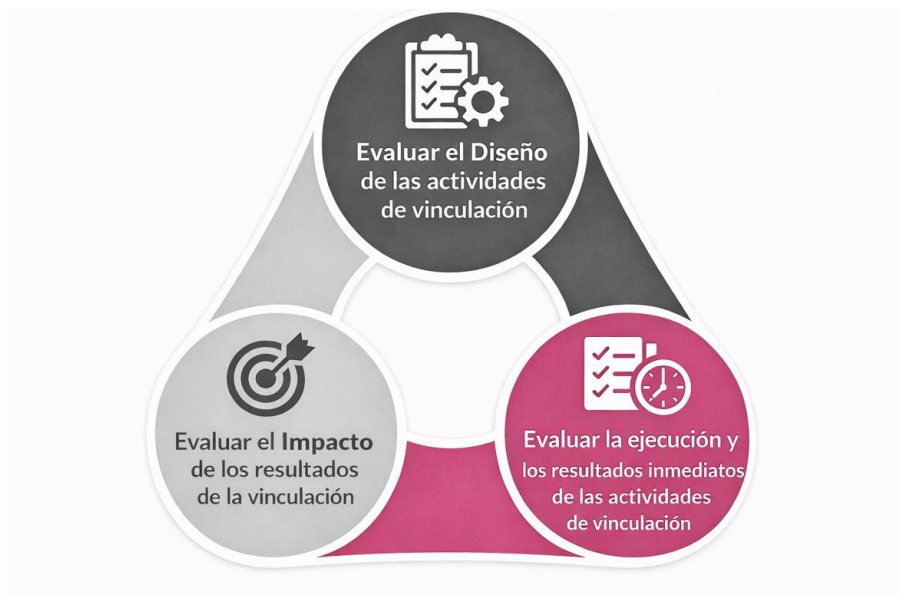 Evaluar el Diseño
de las actividades
de vinculación
Evaluar el Impacto
de los resultados
de la vinculación
Evaluar la ejecución y
los resultados inmediatos
de las actividades
de vinculación